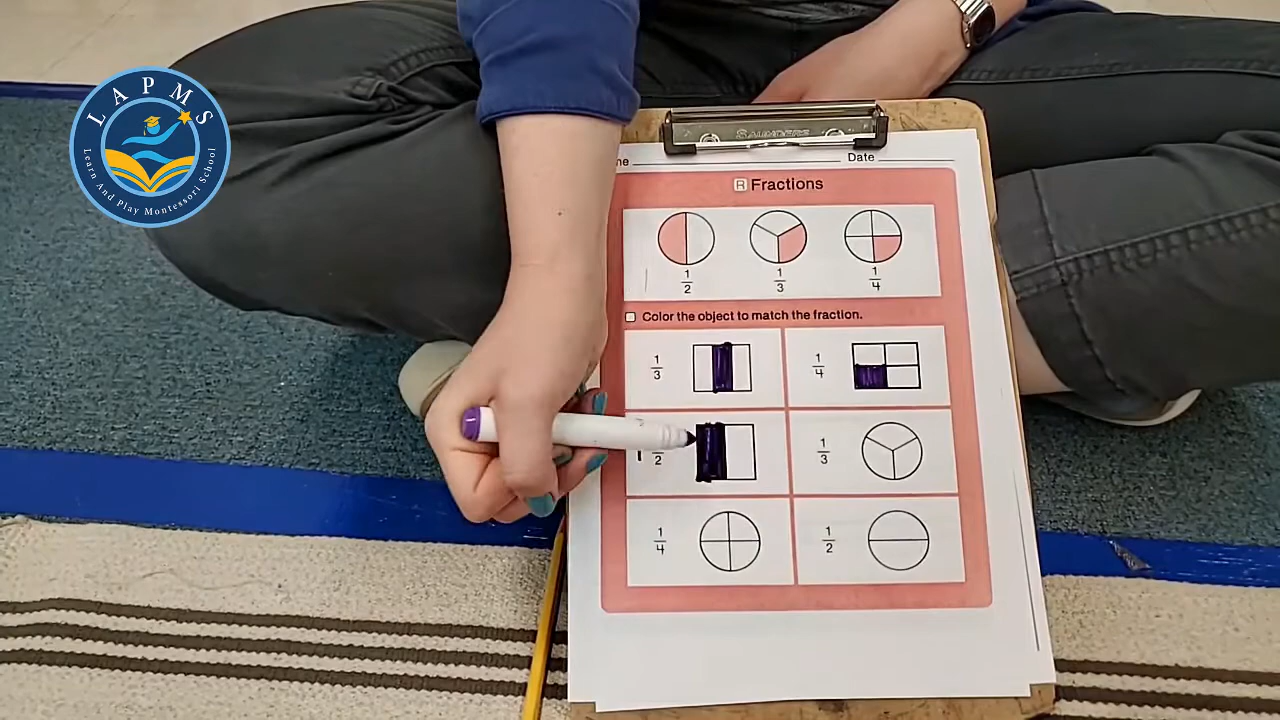 LAPMS
Learn And Play Montessori School
SAUNDERS
ne Date
R Fractions
1/2 1/3 1/4
Color the object to match the fraction.
1/3 1/4
1/2 1/3
1/4 1/2